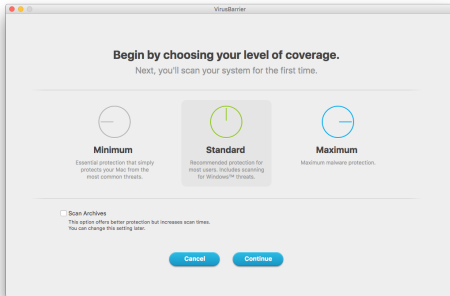 VirusBarrier
Begin by choosing your level of coverage.
Next, you'll scan your system for the first time.
Minimum
Essential protection that simply
protects your Mac from the
most common threats.
Standard
Recommended protection for
most users. Includes scanning
for Windows™ threats.
Maximum
Maximum malware protection.
Scan Archives
This option offers better protection but increases scan times.
You can change this setting later.
Cancel
Continue